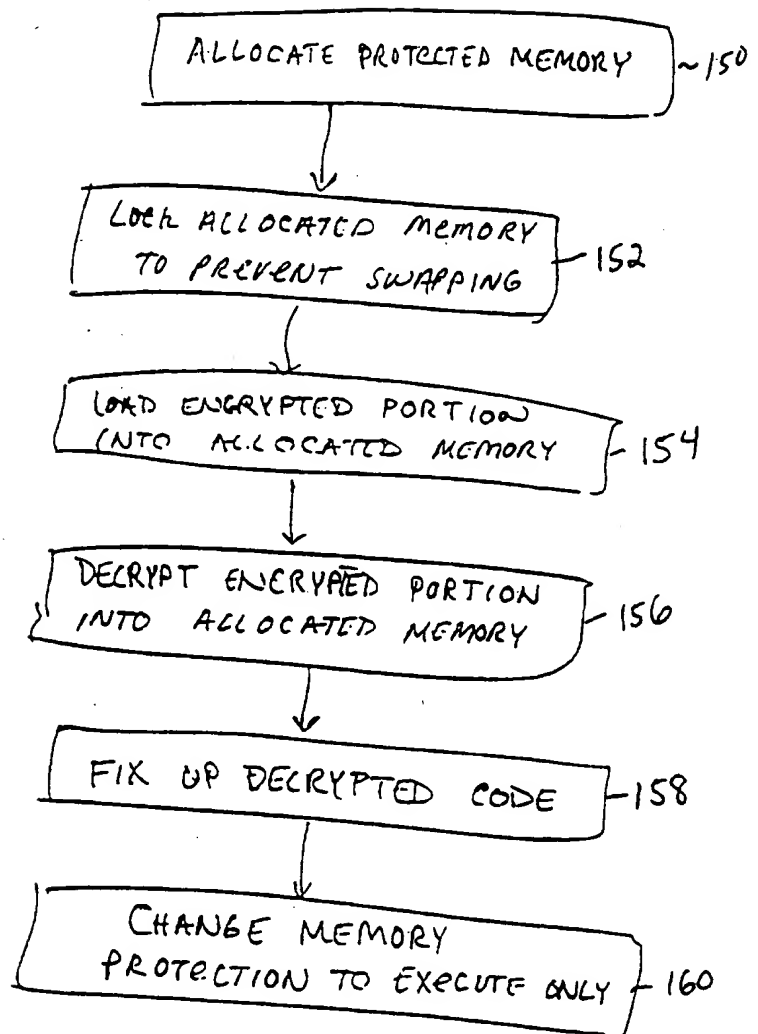 ALLOCATE PROTECTED MEMORY ~150
LOCK ALLOCATED MEMORY
TO PREVENT SWAPPING
152
LOAD ENCRYPTED PORTION
INTO ALLOCATED MEMORY
154
DECRYPT ENCRYPTED PORTION
INTO ALLOCATED MEMORY
156
FIX UP DECRYPTED CODE
158
CHANGE MEMORY
PROTECTION TO EXECUTE ONLY
160